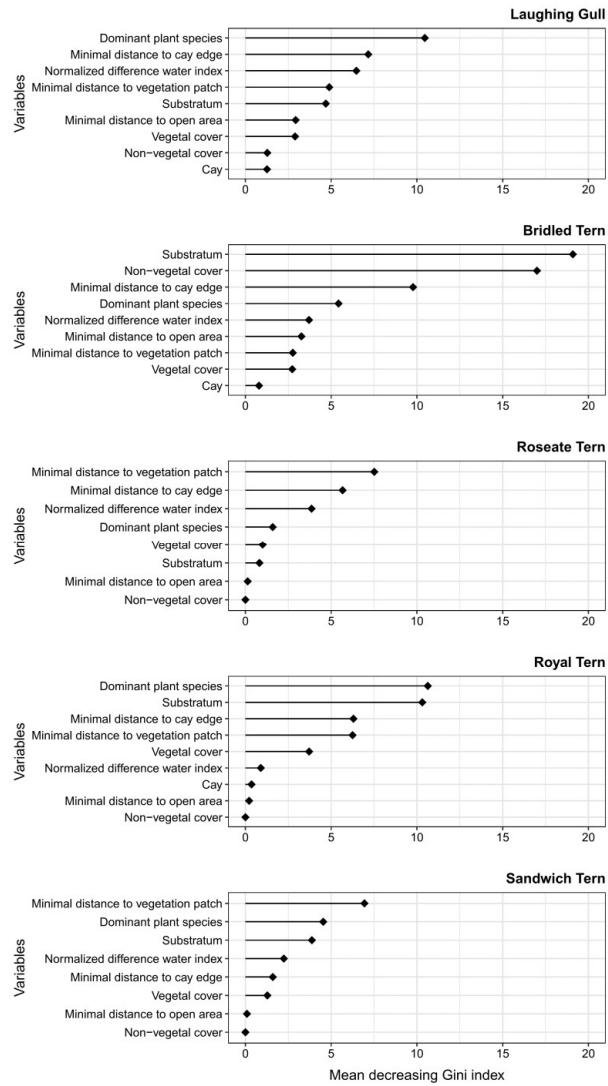 Laughing Gull
Variables
Dominant plant species
Minimal distance to cay edge
Normalized difference water index
Minimal distance to vegetation patch
Substratum
Minimal distance to open area
Vegetal cover
Non−vegetal cover
Cay
0 5 10 15 20
Bridled Tern
Variables
Substratum
Non−vegetal cover
Minimal distance to cay edge
Dominant plant species
Normalized difference water index
Minimal distance to open area
Minimal distance to vegetation patch
Vegetal cover
Cay
0 5 10 15 20
Roseate Tern
Variables
Minimal distance to vegetation patch
Minimal distance to cay edge
Normalized difference water index
Dominant plant species
Vegetal cover
Substratum
Minimal distance to open area
Non−vegetal cover
0 5 10 15 20
Royal Tern
Variables
Dominant plant species
Substratum
Minimal distance to cay edge
Minimal distance to vegetation patch
Vegetal cover
Normalized difference water index
Cay
Minimal distance to open area
Non−vegetal cover
0 5 10 15 20
Sandwich Tern
Variables
Minimal distance to vegetation patch
Dominant plant species
Substratum
Normalized difference water index
Minimal distance to cay edge
Vegetal cover
Minimal distance to open area
Non−vegetal cover
0 5 10 15 20
Mean decreasing Gini index